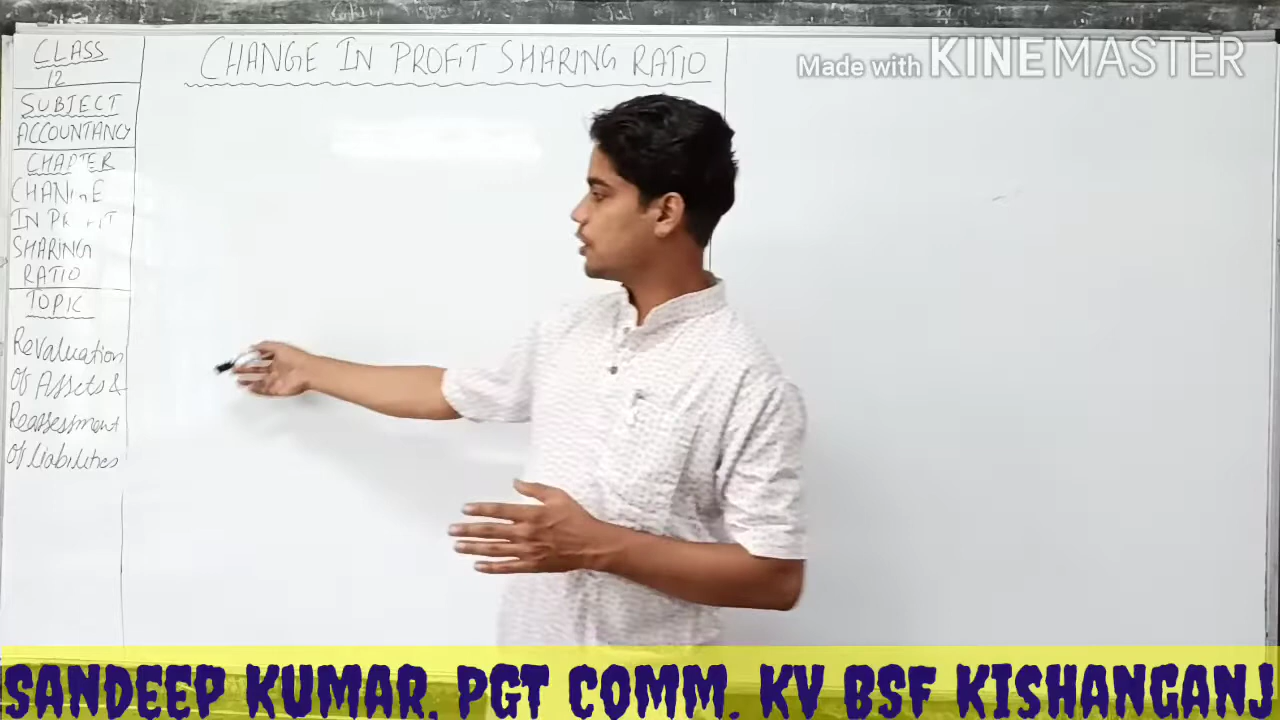 CHANGE IN PROFIT SHARING RATIO
Made with KINEMASTER
CLASS
12
SUBJECT
ACCOUNTANCY
CHAPTER
CHANGE
IN PROFIT
SHARING
RATIO
TOPIC
Revaluation
Of Assets &
Reassessment
Of Liabilities
SANDEEP KUMAR. PGT COMM. KV BSF KISHANGANJ